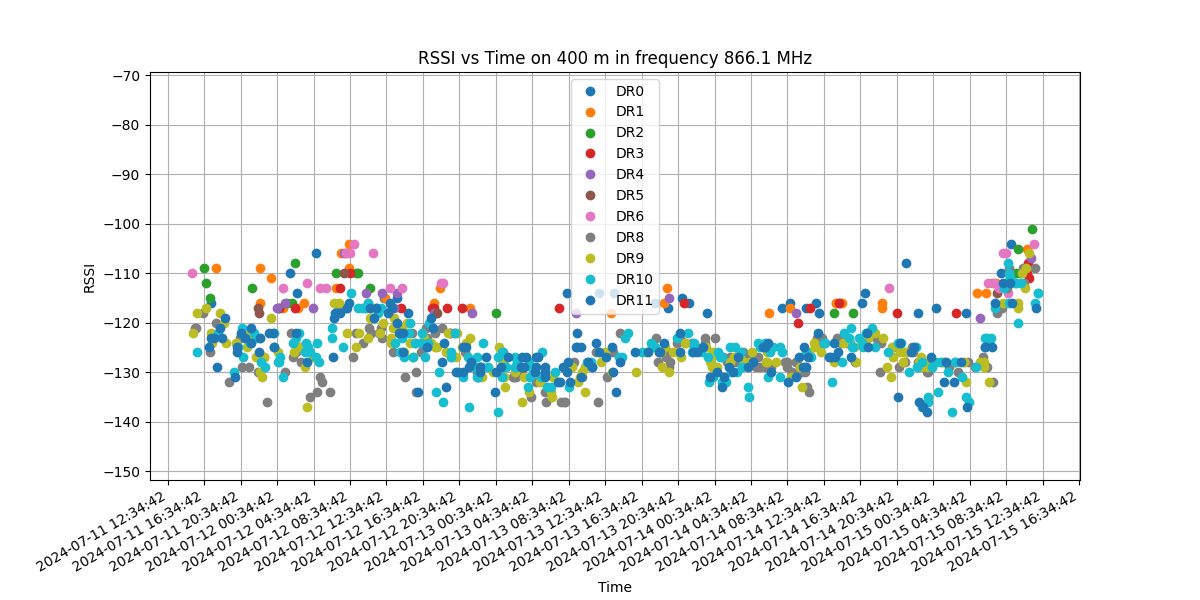 RSSI vs Time on 400 m in frequency 866.1 MHz
−70
−80
−90
−100
−110
−120
−130
−140
−150
RSSI
DR0
DR1
DR2
DR3
DR4
DR5
DR6
DR8
DR9
DR10
DR11
2024-07-11 12:34:42
2024-07-11 16:34:42
2024-07-11 20:34:42
2024-07-12 00:34:42
2024-07-12 04:34:42
2024-07-12 08:34:42
2024-07-12 12:34:42
2024-07-12 16:34:42
2024-07-12 20:34:42
2024-07-13 00:34:42
2024-07-13 04:34:42
2024-07-13 08:34:42
2024-07-13 12:34:42
2024-07-13 16:34:42
2024-07-13 20:34:42
2024-07-14 00:34:42
2024-07-14 04:34:42
2024-07-14 08:34:42
2024-07-14 12:34:42
2024-07-14 16:34:42
2024-07-14 20:34:42
2024-07-15 00:34:42
2024-07-15 04:34:42
2024-07-15 08:34:42
2024-07-15 12:34:42
2024-07-15 16:34:42
Time